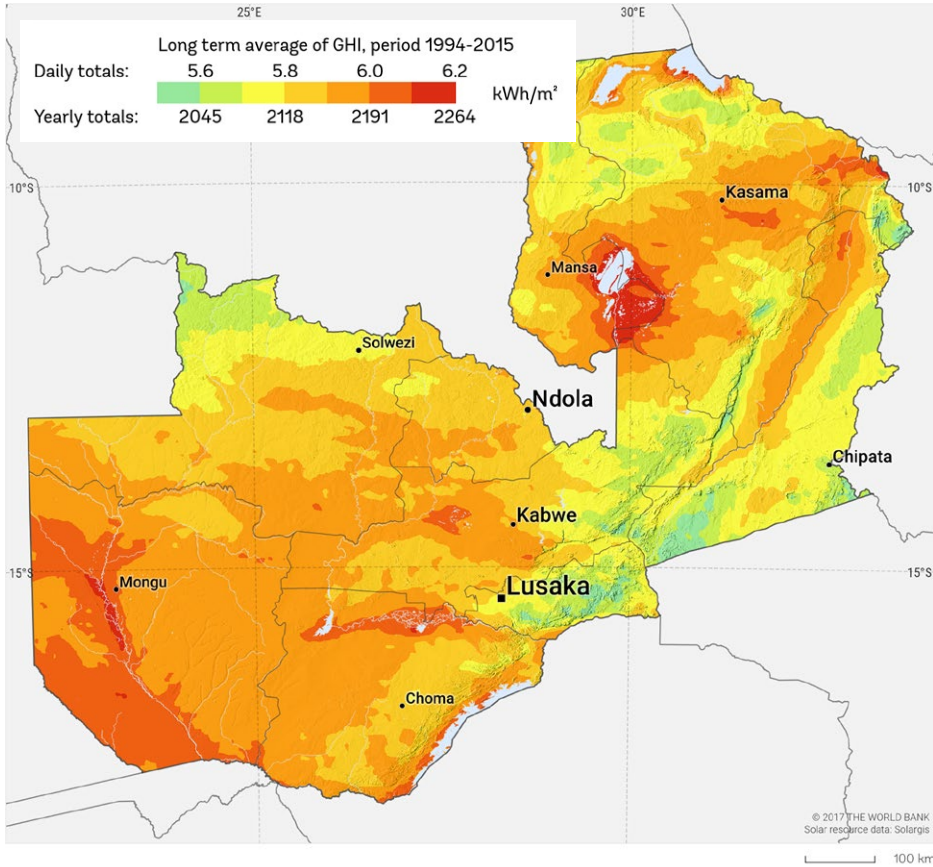 25°E 30°E
Long term average of GHI, period 1994-2015
Daily totals: 5.6 5.8 6.0 6.2
kWh/m²
Yearly totals: 2045 2118 2191 2264
10°S 10°S
Kasama
Mansa
Solwezi
Ndola
Chipata
Kabwe
15°S 15°S
Mongu
Lusaka
Choma
© 2017 THE WORLD BANK
Solar resource data: Solargis
100 km